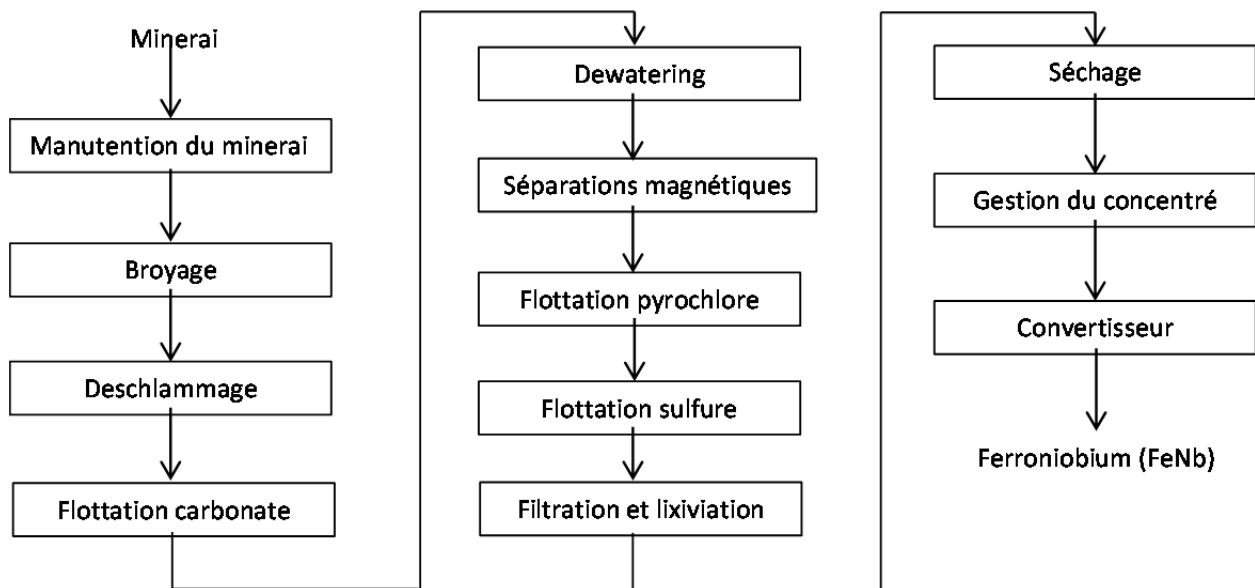 Minerai
Manutention du minerai
Broyage
Deschlammage
Flottation carbonate
Dewatering
Séparations magnétiques
Flottation pyrochlore
Flottation sulfure
Filtration et lixiviation
Séchage
Gestion du concentré
Convertisseur
Ferroniobium (FeNb)